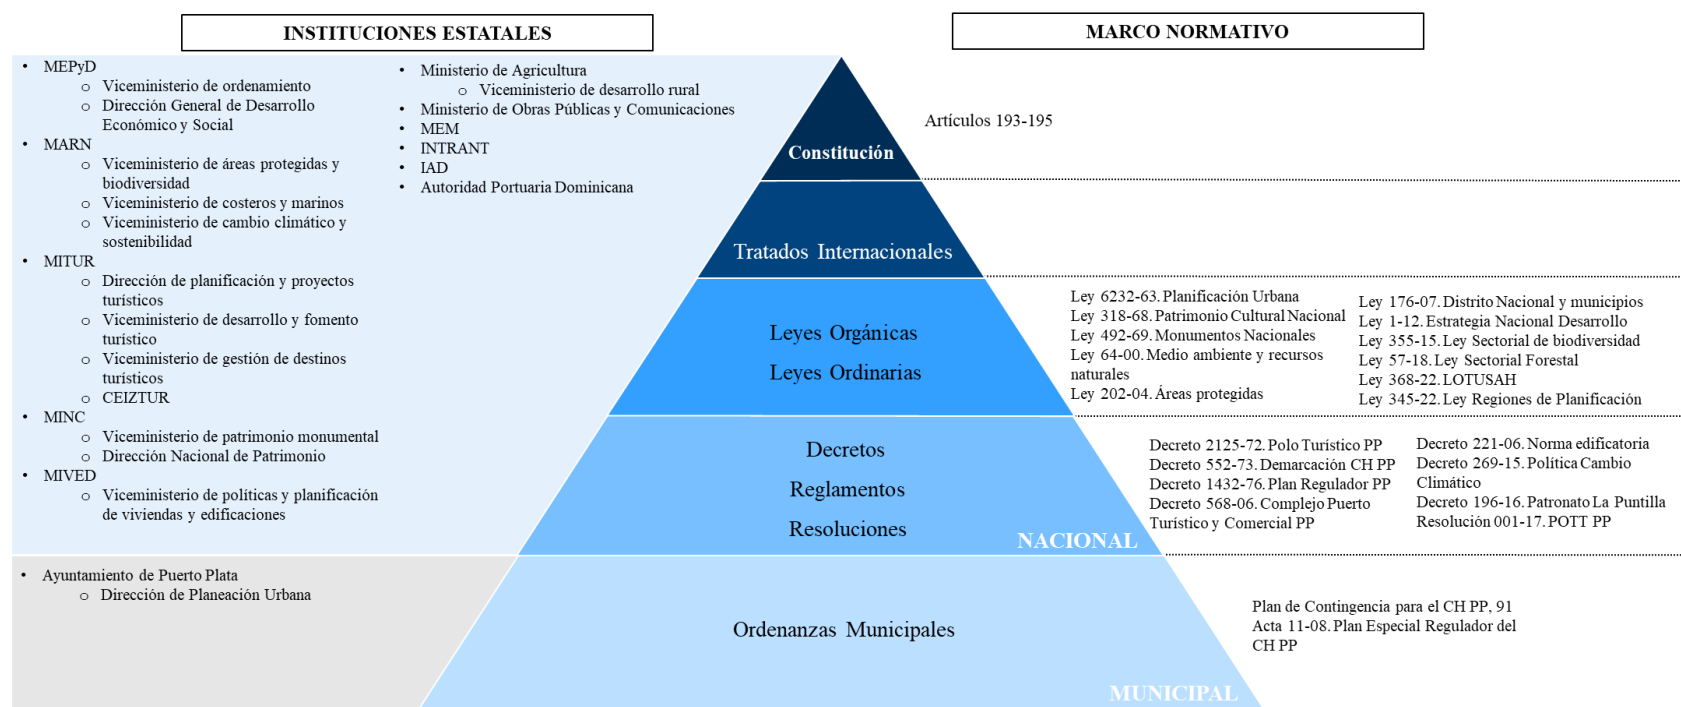 INSTITUCIONES ESTATALES
• MEPyD
o Viceministerio de ordenamiento
o Dirección General de Desarrollo
Económico y Social
• MARN
o Viceministerio de áreas protegidas y
biodiversidad
o Viceministerio de costeros y marinos
o Viceministerio de cambio climático y
sostenibilidad
• MITUR
o Dirección de planificación y proyectos
turísticos
o Viceministerio de desarrollo y fomento
turístico
o Viceministerio de gestión de destinos
turísticos
o CEIZTUR
• MINC
o Viceministerio de patrimonio monumental
o Dirección Nacional de Patrimonio
• MIVED
o Viceministerio de políticas y planificación
de viviendas y edificaciones
• Ministerio de Agricultura
o Viceministerio de desarrollo rural
• Ministerio de Obras Públicas y Comunicaciones
• MEM
• INTRANT
• IAD
• Autoridad Portuaria Dominicana
• Ayuntamiento de Puerto Plata
o Dirección de Planeación Urbana
Constitución
Tratados Internacionales
Leyes Orgánicas
Leyes Ordinarias
Decretos
Reglamentos
Resoluciones
NACIONAL
Ordenanzas Municipales
MUNICIPAL
MARCO NORMATIVO
Artículos 193-195
Ley 6232-63. Planificación Urbana
Ley 318-68. Patrimonio Cultural Nacional
Ley 492-69. Monumentos Nacionales
Ley 64-00. Medio ambiente y recursos
naturales
Ley 202-04. Áreas protegidas
Ley 176-07. Distrito Nacional y municipios
Ley 1-12. Estrategia Nacional Desarrollo
Ley 355-15. Ley Sectorial de biodiversidad
Ley 57-18. Ley Sectorial Forestal
Ley 368-22. LOTUSAH
Ley 345-22. Ley Regiones de Planificación
Decreto 2125-72. Polo Turístico PP
Decreto 552-73. Demarcación CH PP
Decreto 1432-76. Plan Regulador PP
Decreto 568-06. Complejo Puerto
Turístico y Comercial PP
Decreto 221-06. Norma edificatoria
Decreto 269-15. Política Cambio
Climático
Decreto 196-16. Patronato La Puntilla
Resolución 001-17. POTT PP
Plan de Contingencia para el CH PP, 91
Acta 11-08. Plan Especial Regulador del
CH PP